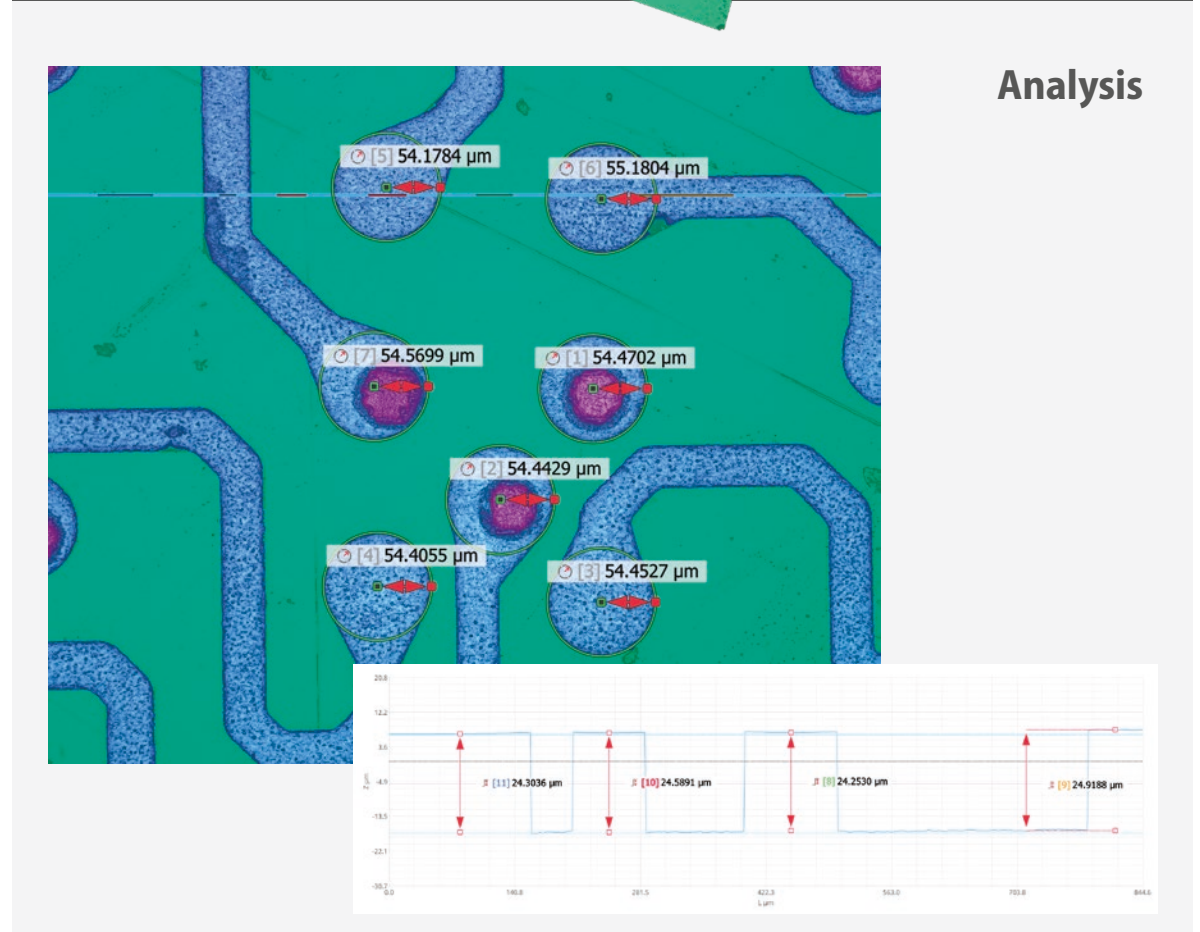 Analysis
[5] 54.1784 µm
[6] 55.1804 µm
[7] 54.5699 µm
[1] 54.4702 µm
[2] 54.4429 µm
[4] 54.4055 µm
[3] 54.4527 µm
20.8
12.2
3.6
-4.9
-13.5
-22.1
-30.7
Z µm
[11] 24.3036 µm
[10] 24.5891 µm
[8] 24.2530 µm
[9] 24.9188 µm
0.0
140.8
281.5
422.3
563.0
703.8
844.6
L µm